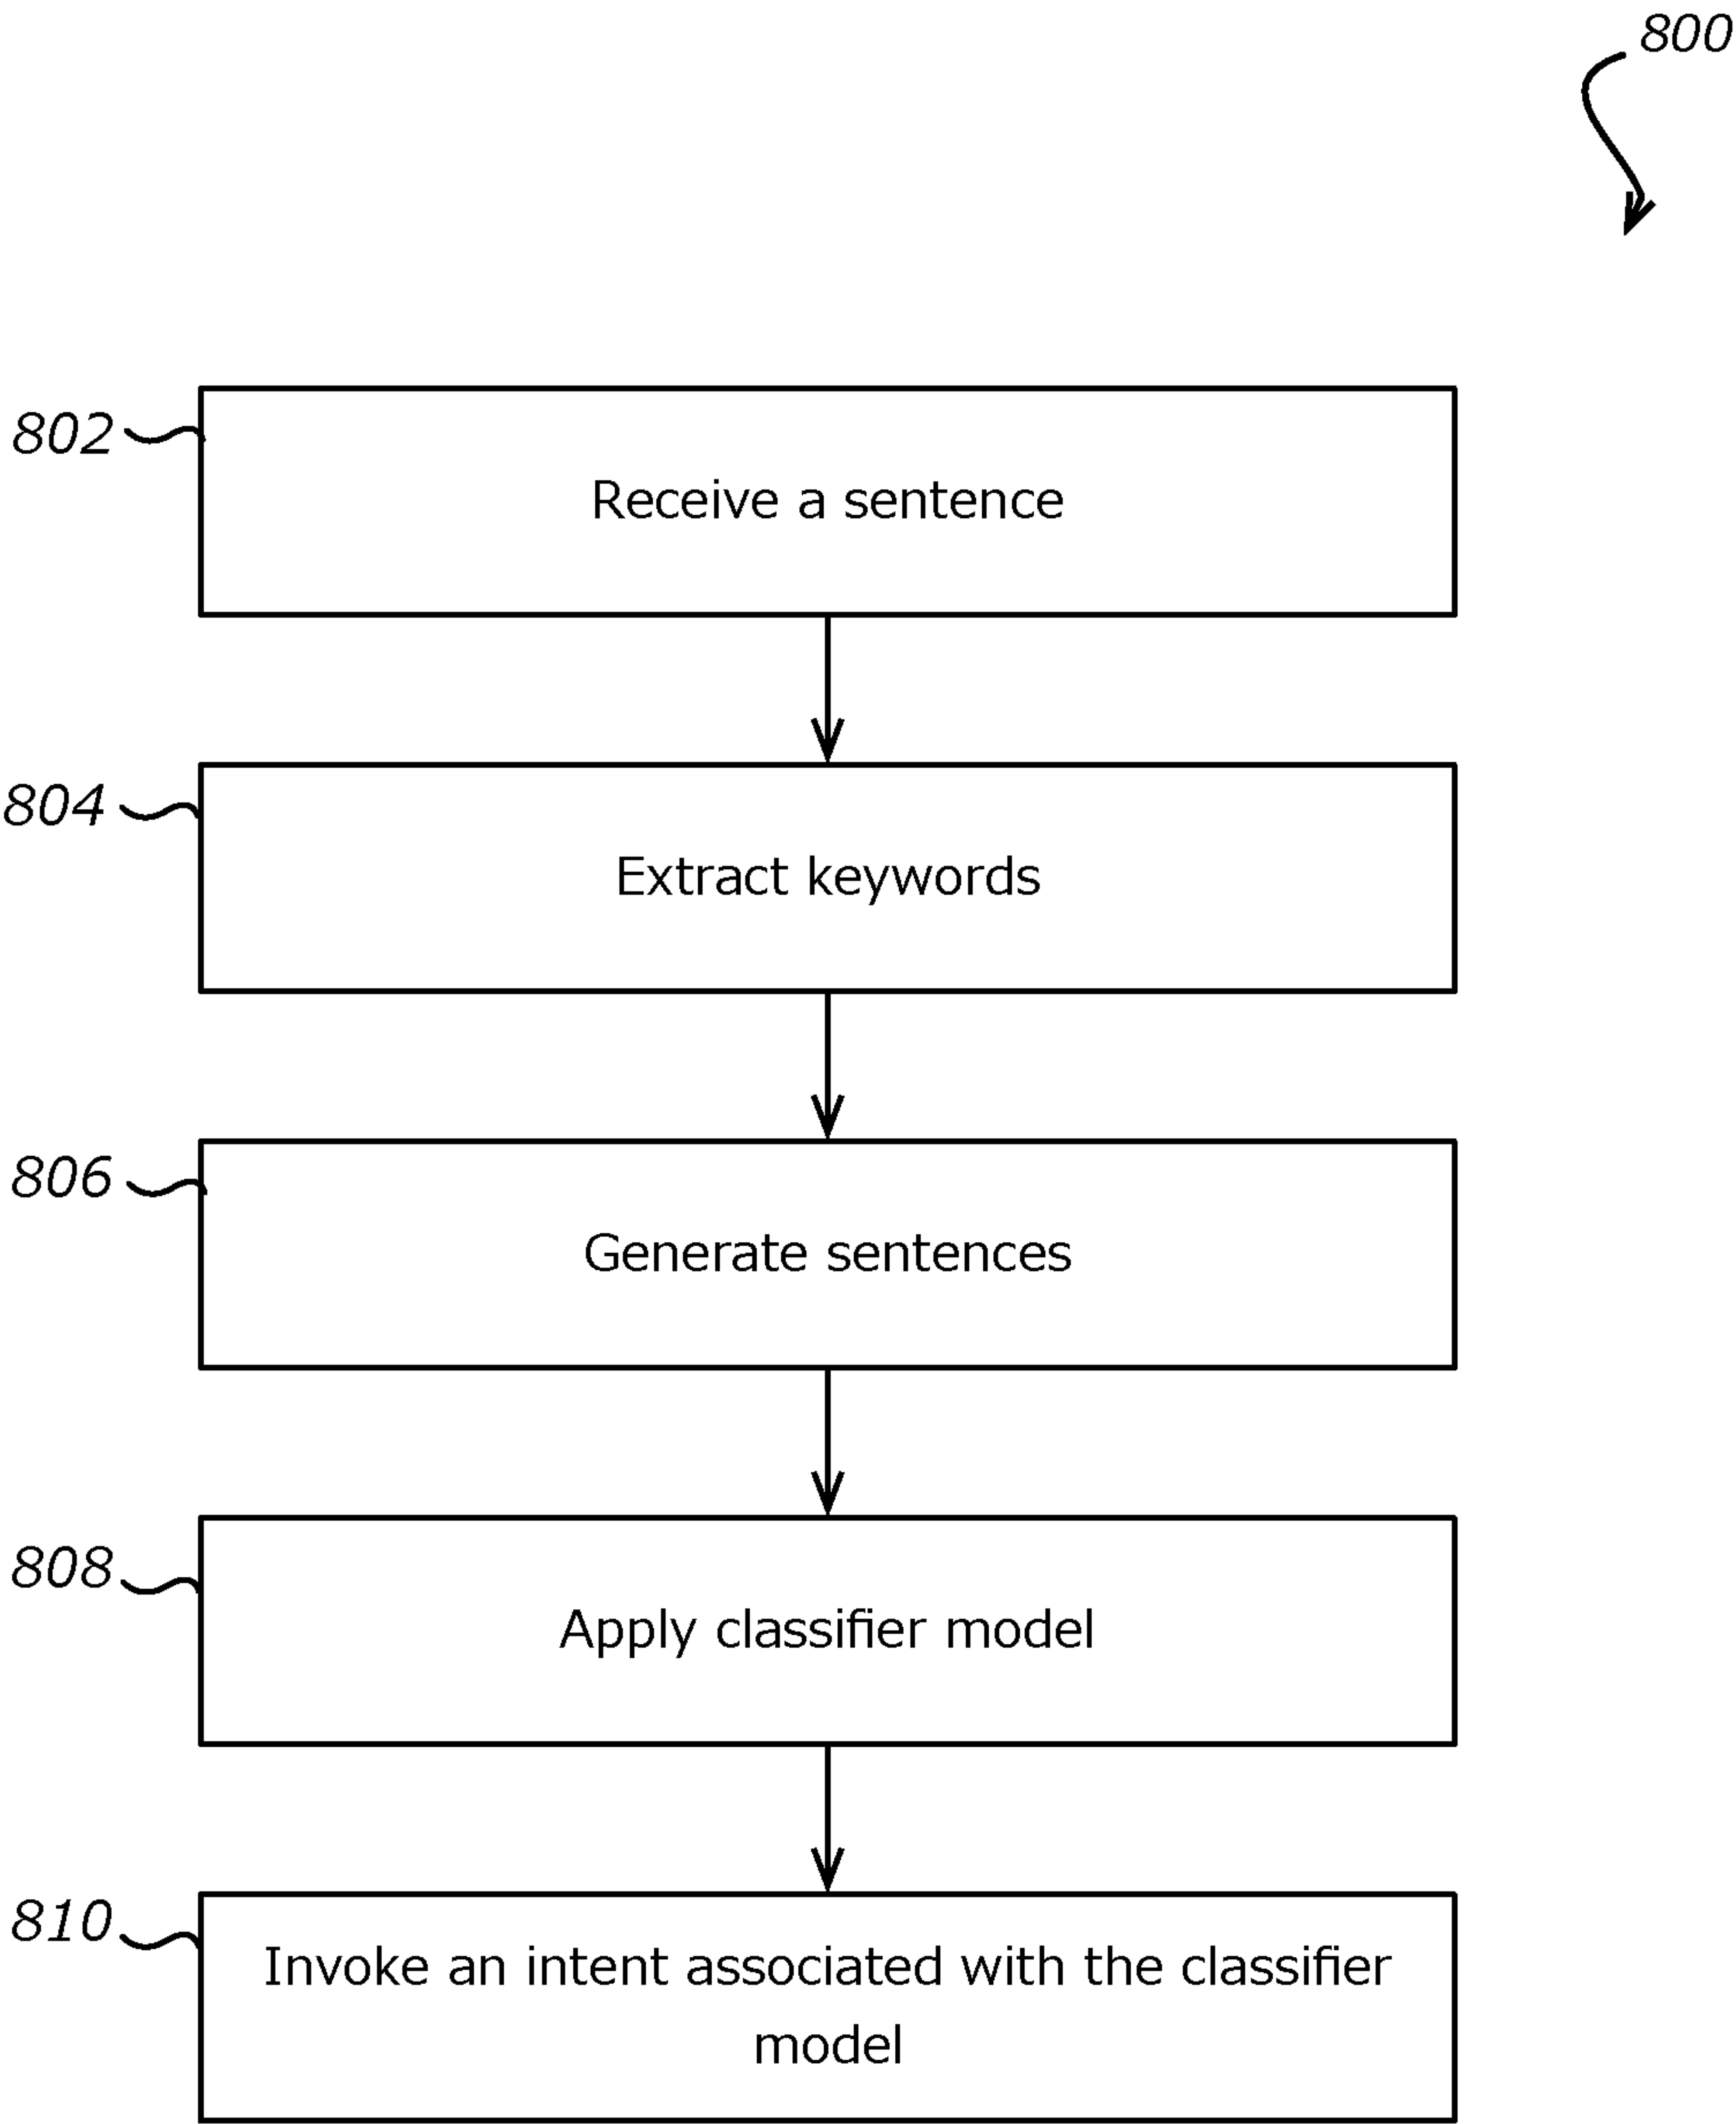 800
802
Receive a sentence
804
Extract keywords
806
Generate sentences
808
Apply classifier model
810
Invoke an intent associated with the classifier
model